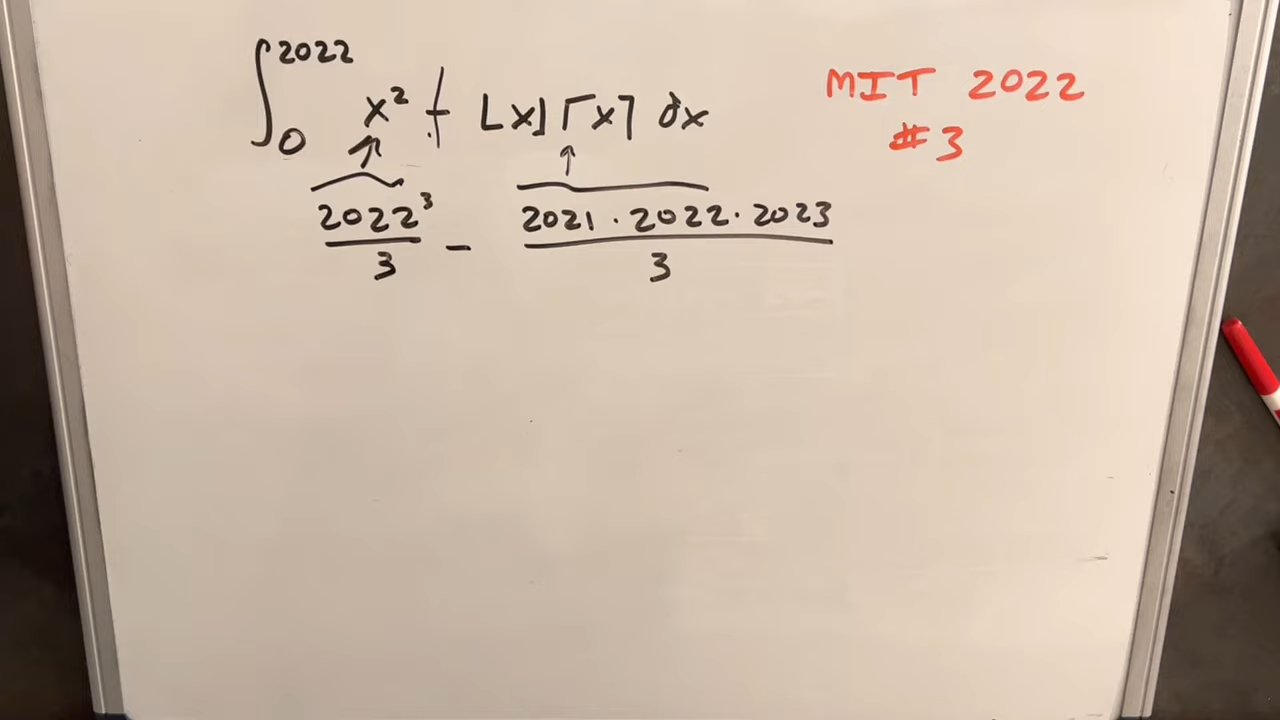 ∫₀²⁰²² x² - ⌊x⌋⌈x⌉ dx
MIT 2022
#3
2022³/3 - 2021·2022·2023/3